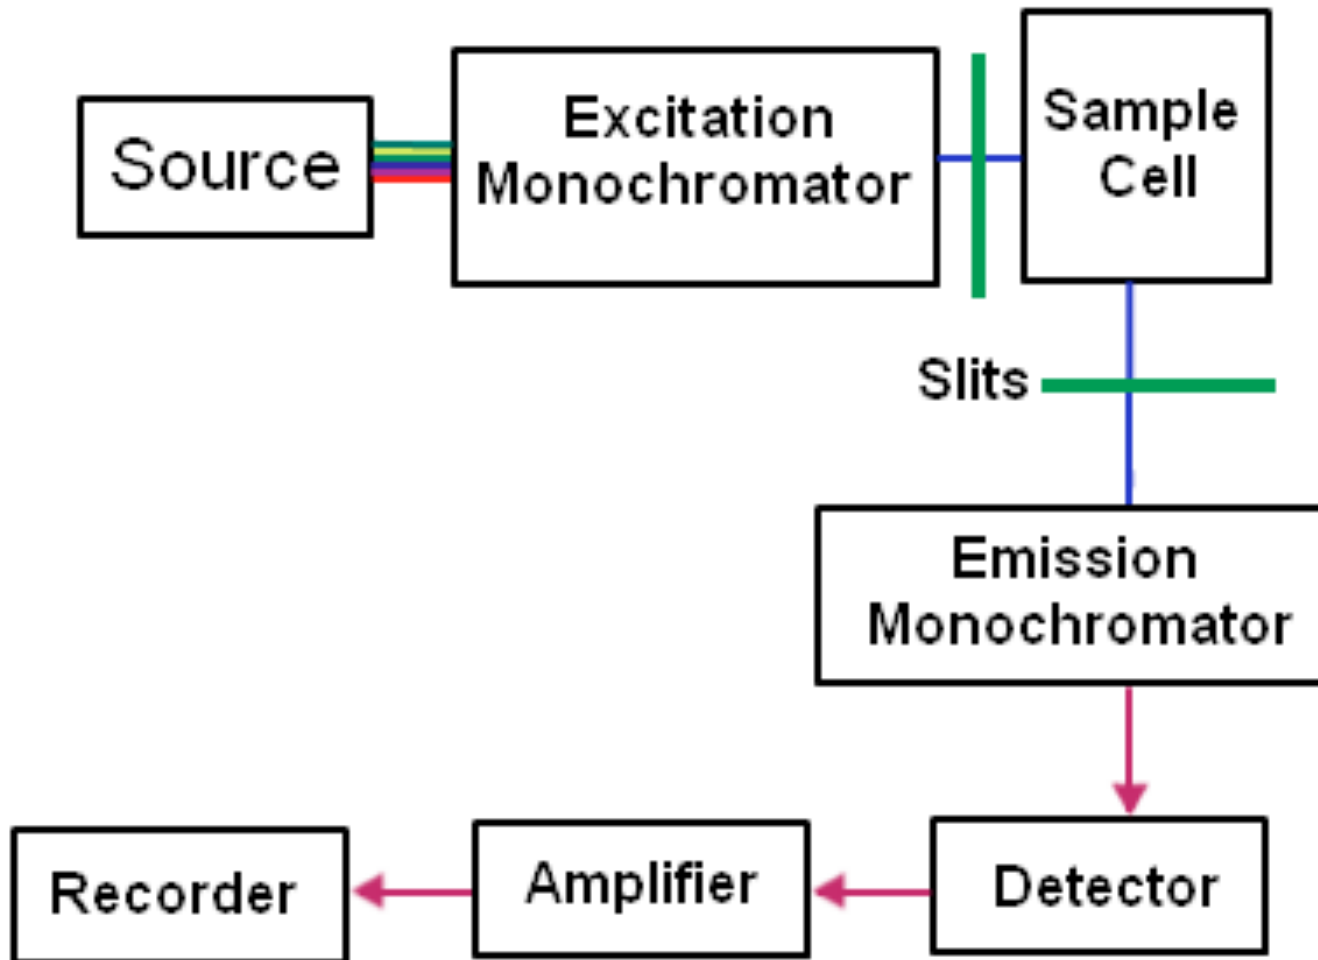 Source
Excitation
Monochromator
Sample
Cell
Slits
Emission
Monochromator
Detector
Amplifier
Recorder